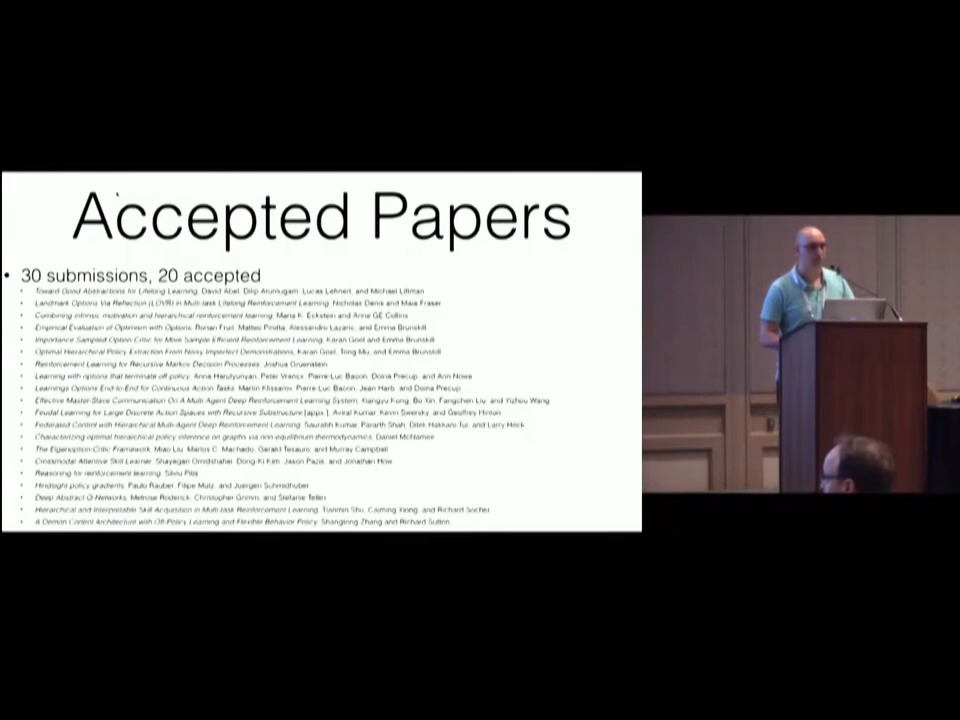 Accepted Papers
• 30 submissions, 20 accepted
• Toward Good Abstractions for Lifelong Learning. David Abel, Dilip Arumugam, Lucas Lehnert, and Michael Littman
• Landmark Options Via Reflection (LOVR) in Multi-task Lifelong Reinforcement Learning. Nicholas Denis and Maia Fraser
• Combining intrinsic motivation and hierarchical reinforcement learning. Maria K. Eckstein and Anne GE Collins
• Empirical Evaluation of Optimism with Options. Ronan Fruit, Matteo Pirotta, Alessandro Lazaric, and Emma Brunskill
• Importance Sampled Option-Critic for More Sample Efficient Reinforcement Learning, Karan Goel and Emma Brunskill
• Optimal Hierarchical Policy Extraction From Noisy Imperfect Demonstrations, Karan Goel, Tong Mu, and Emma Brunskill
• Reinforcement Learning for Recursive Markov Decision Processes. Joshua Gruenstein
• Learning with options that terminate off-policy. Anna Harutyunyan, Peter Vrancx, Pierre-Luc Bacon, Doina Precup, and Ann Nowe
• Learnings Options End-to-End for Continuous Action Tasks. Martin Klissarov, Pierre-Luc Bacon, Jean Harb, and Doina Precup
• Effective Master-Slave Communication On A Multi-Agent Deep Reinforcement Learning System, Xiangyu Kong, Bo Xin, Fangchen Liu, and Yizhou Wang
• Feudal Learning for Large Discrete Action Spaces with Recursive Substructure [appx.], Aviral Kumar, Kevin Swersky, and Geoffrey Hinton
• Federated Control with Hierarchical Multi-Agent Deep Reinforcement Learning. Saurabh Kumar, Pararth Shah, Dilek Hakkani-Tur, and Larry Heck
• Characterizing optimal hierarchical policy inference on graphs via non-equilibrium thermodynamics. Daniel McNamee
• The Eigenoption-Critic Framework. Miao Liu, Marlos C. Machado, Gerald Tesauro, and Murray Campbell
• Crossmodal Attentive Skill Learner. Shayegan Omidshafiei, Dong-Ki Kim, Jason Pazis, and Jonathan How
• Reasoning for reinforcement learning. Silviu Pitis
• Hindsight policy gradients. Paulo Rauber, Filipe Mutz, and Juergen Schmidhuber
• Deep Abstract Q-Networks. Melrose Roderick, Christopher Grimm, and Stefanie Tellex
• Hierarchical and Interpretable Skill Acquisition in Multi-task Reinforcement Learning. Tianmin Shu, Caiming Xiong, and Richard Socher
• A Demon Control Architecture with Off-Policy Learning and Flexible Behavior Policy. Shangtong Zhang and Richard Sutton